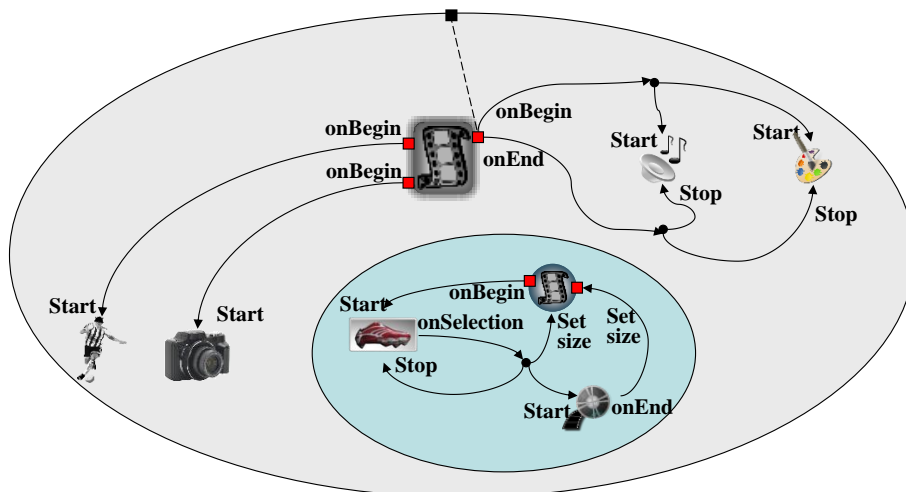 onBegin
onBegin
onBegin
onEnd
Start
Start
Stop
Stop
Start
Start
onBegin
Start
onSelection
Set
size
Set
size
Stop
Start
onEnd